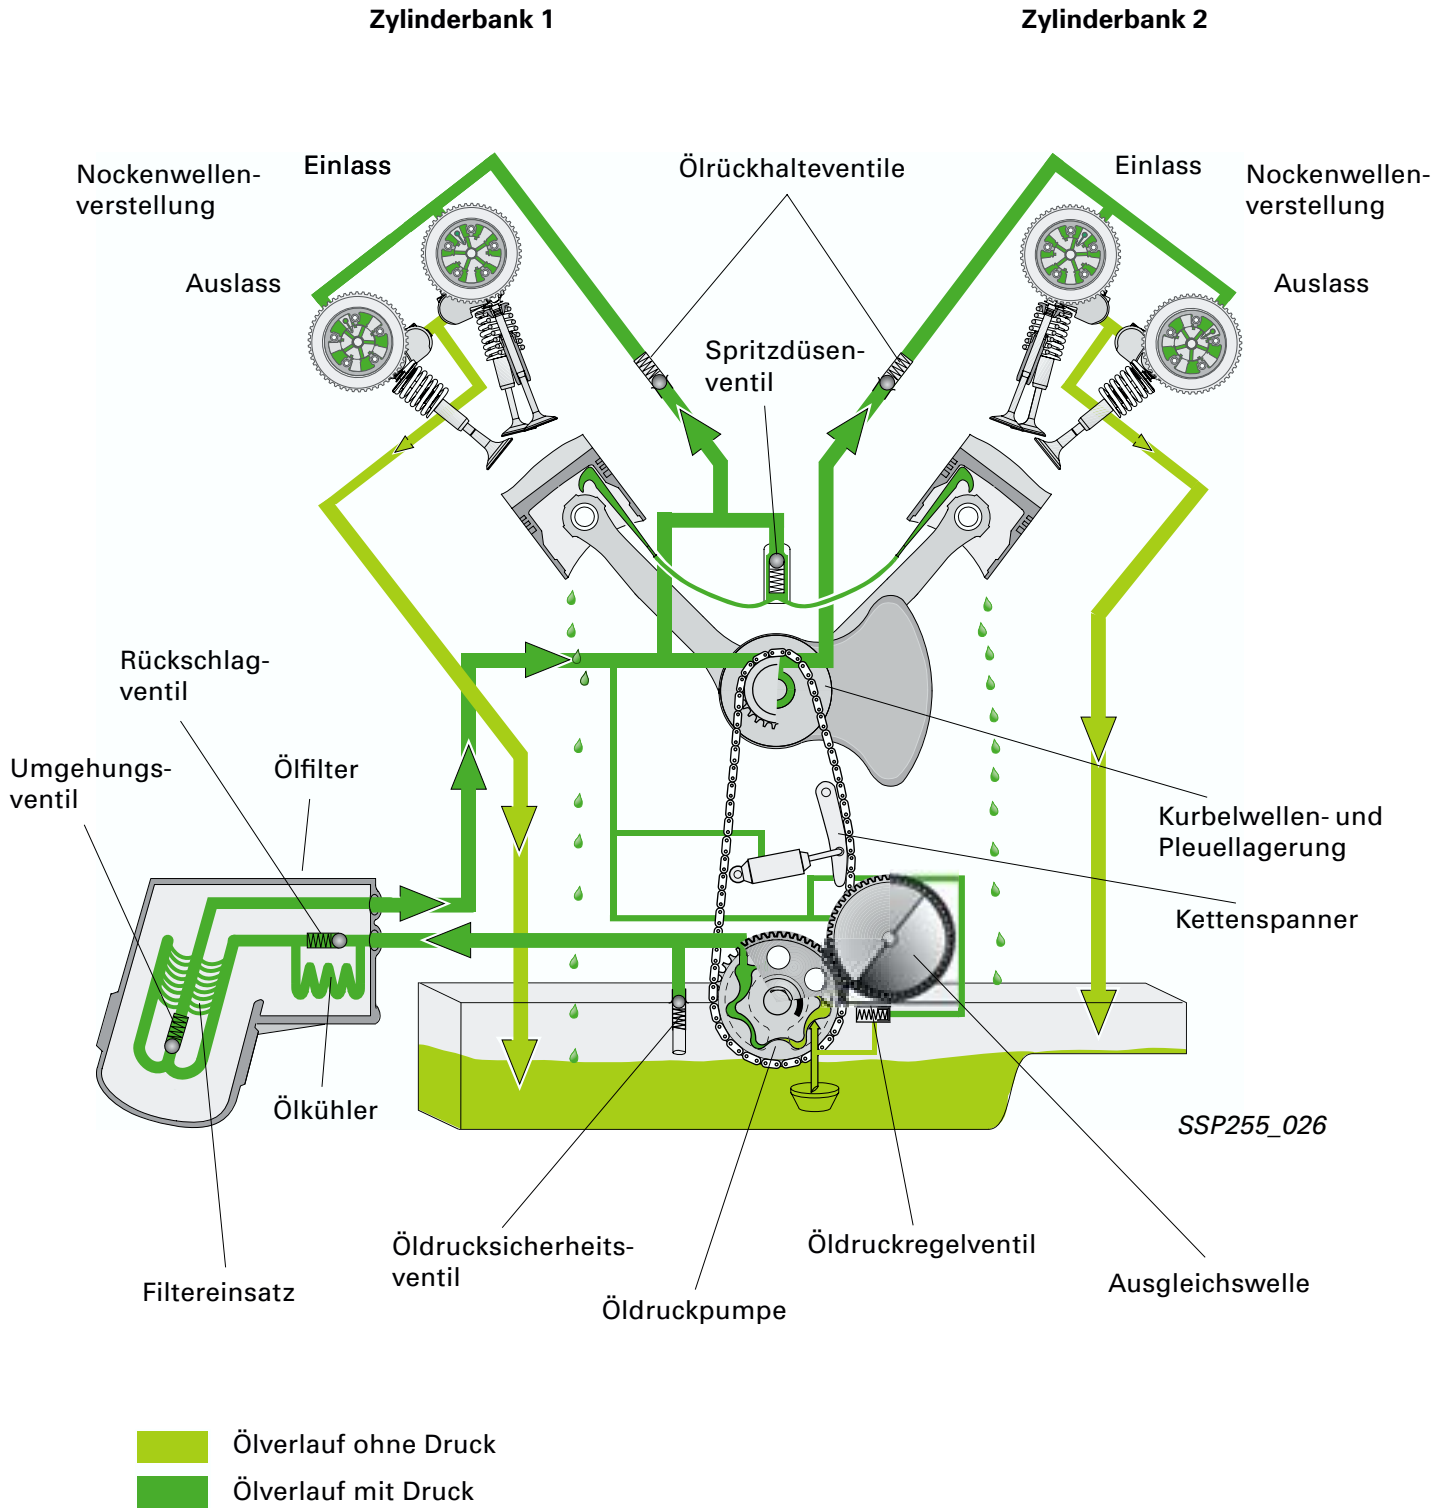 Zylinderbank 1
Zylinderbank 2
Einlass
Ölrückhalteventile
Einlass
Nockenwellen-
verstellung
Nockenwellen-
verstellung
Auslass
Auslass
Spritzdüsen-
ventil
Rückschlag-
ventil
Umgehungs-
ventil
Ölfilter
Kurbelwellen- und
Pleuellagerung
Kettenspanner
Ölkühler
SSP255_026
Öldrucksicherheits-
ventil
Öldruckregelventil
Filtereinsatz
Ausgleichswelle
Öldruckpumpe
Ölverlauf ohne Druck
Ölverlauf mit Druck